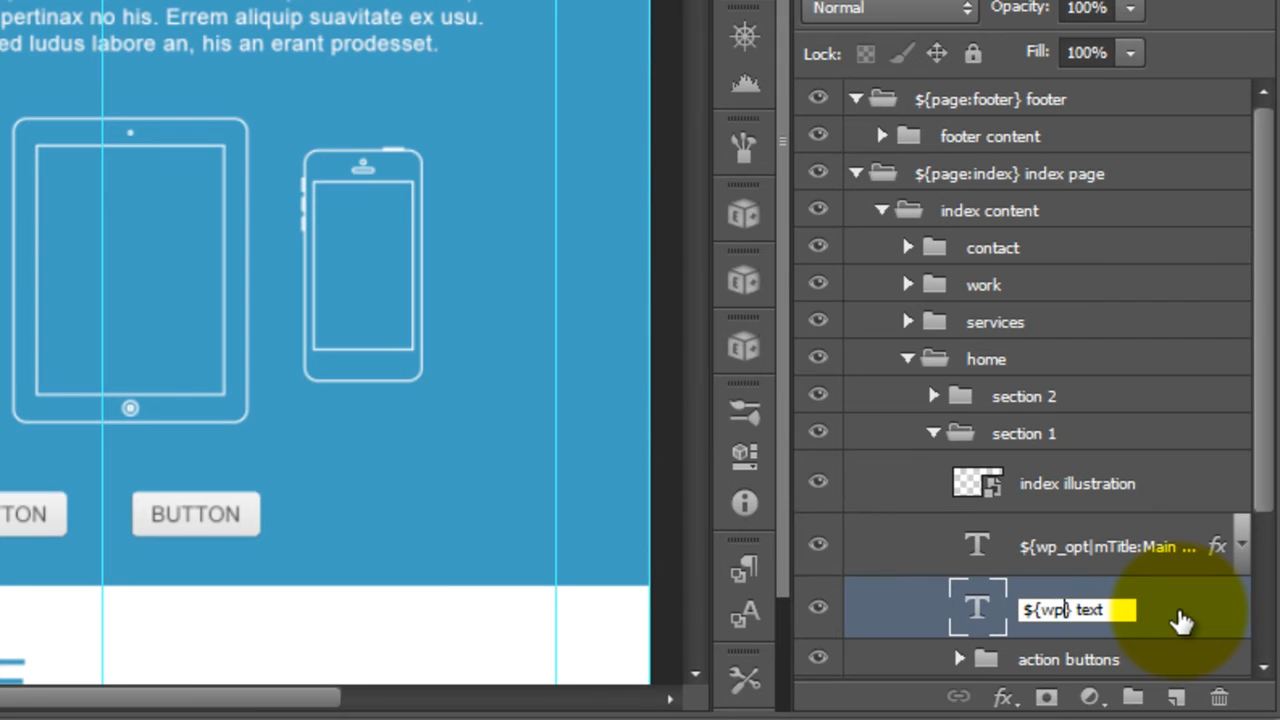 pertinax no his. Errem aliquip suavitate ex usu.
ed ludus labore an, his an erant prodesset.
TON
BUTTON
Normal
Opacity: 100%
Lock:
Fill: 100%
${page:footer} footer
footer content
${page:index} index page
index content
contact
work
services
home
section 2
section 1
index illustration
${wp_opt|mTitle:Main ... fx
${wp} text
action buttons
fx